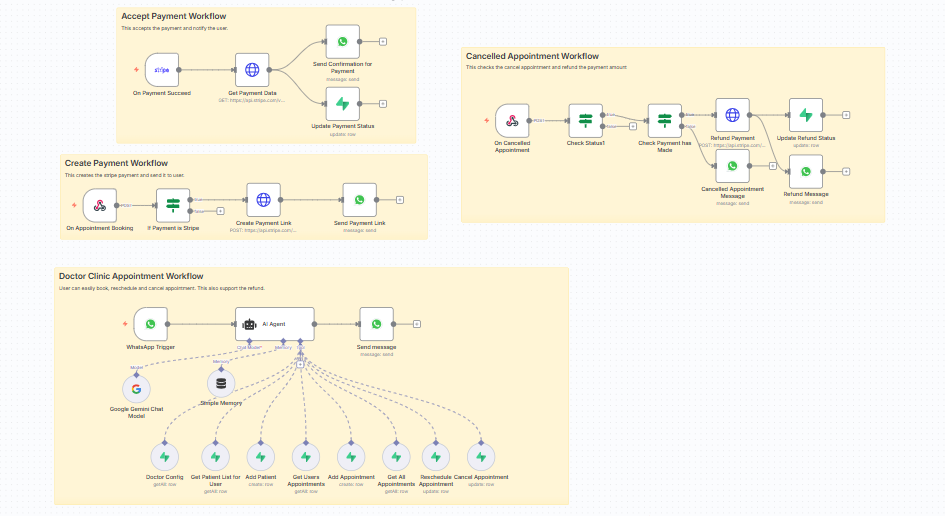 Accept Payment Workflow
This accepts the payment and notify the user.
stripe
On Payment Succeed
Get Payment Data
Send Confirmation for
Payment
message: send
Update Payment Status
update: row
Cancelled Appointment Workflow
This checks the cancel appointment and refund the payment amount
POST
On Cancelled
Appointment
true
false
Check Status1
true
false
Check Payment has
Made
Refund Payment
POST: https://api.stripe.com/...
Update Refund Status
update: row
Cancelled Appointment
Message
message: send
Refund Message
message: send
Create Payment Workflow
This creates the stripe payment and send it to user.
POST
On Appointment Booking
true
false
If Payment is Stripe
Create Payment Link
POST: https://api.stripe.com/...
Send Payment Link
message: send
Doctor Clinic Appointment Workflow
User can easily book, reschedule and cancel appointment. This also support the refund.
WhatsApp Trigger
AI Agent
Chat Model*
Memory
Tool
Send message
message: send
Model
Google Gemini Chat
Model
Memory
Simple Memory
Doctor Config
getAll: row
Get Patient List for
User
getAll: row
Add Patient
create: row
Get Users
Appointments
getAll: row
Add Appointment
create: row
Get All
Appointments
getAll: row
Reschedule
Appointment
update: row
Cancel Appointment
update: row